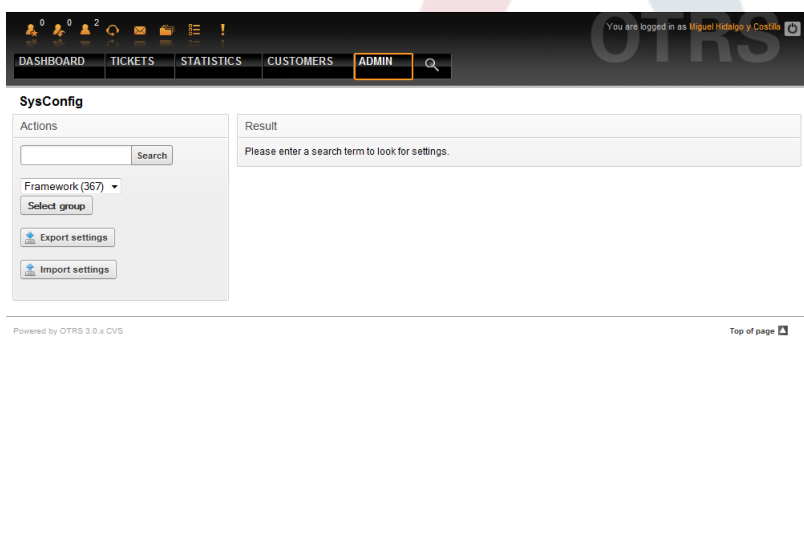 0 0 2
You are logged in as Miguel Hidalgo y Costilla
OTRS
DASHBOARD TICKETS STATISTICS CUSTOMERS ADMIN
SysConfig
Actions
Search
Framework (367)
Select group
Export settings
Import settings
Result
Please enter a search term to look for settings.
Powered by OTRS 3.0.x CVS
Top of page